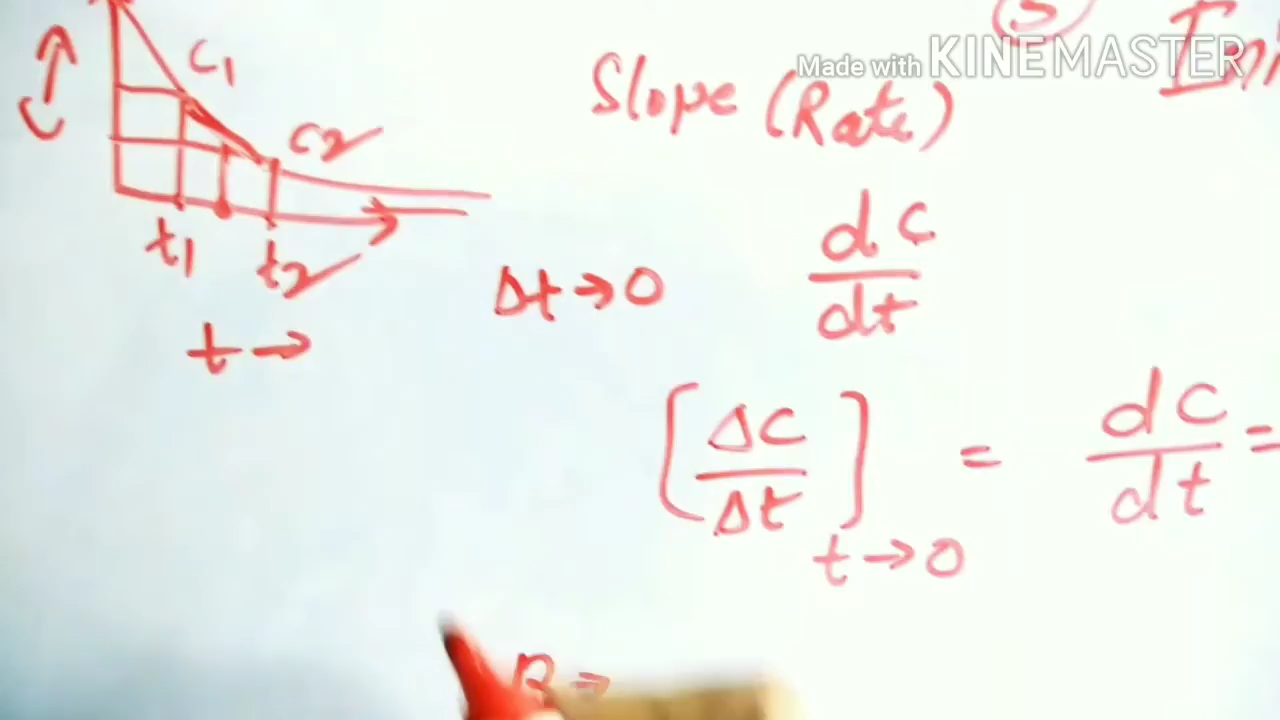 Made with KINEMASTER
Slope (Rate)
C
C1
C2
t1
t2
t →
Δt → 0
dC
dt
[ΔC
Δt] t → 0 = dC
dt =